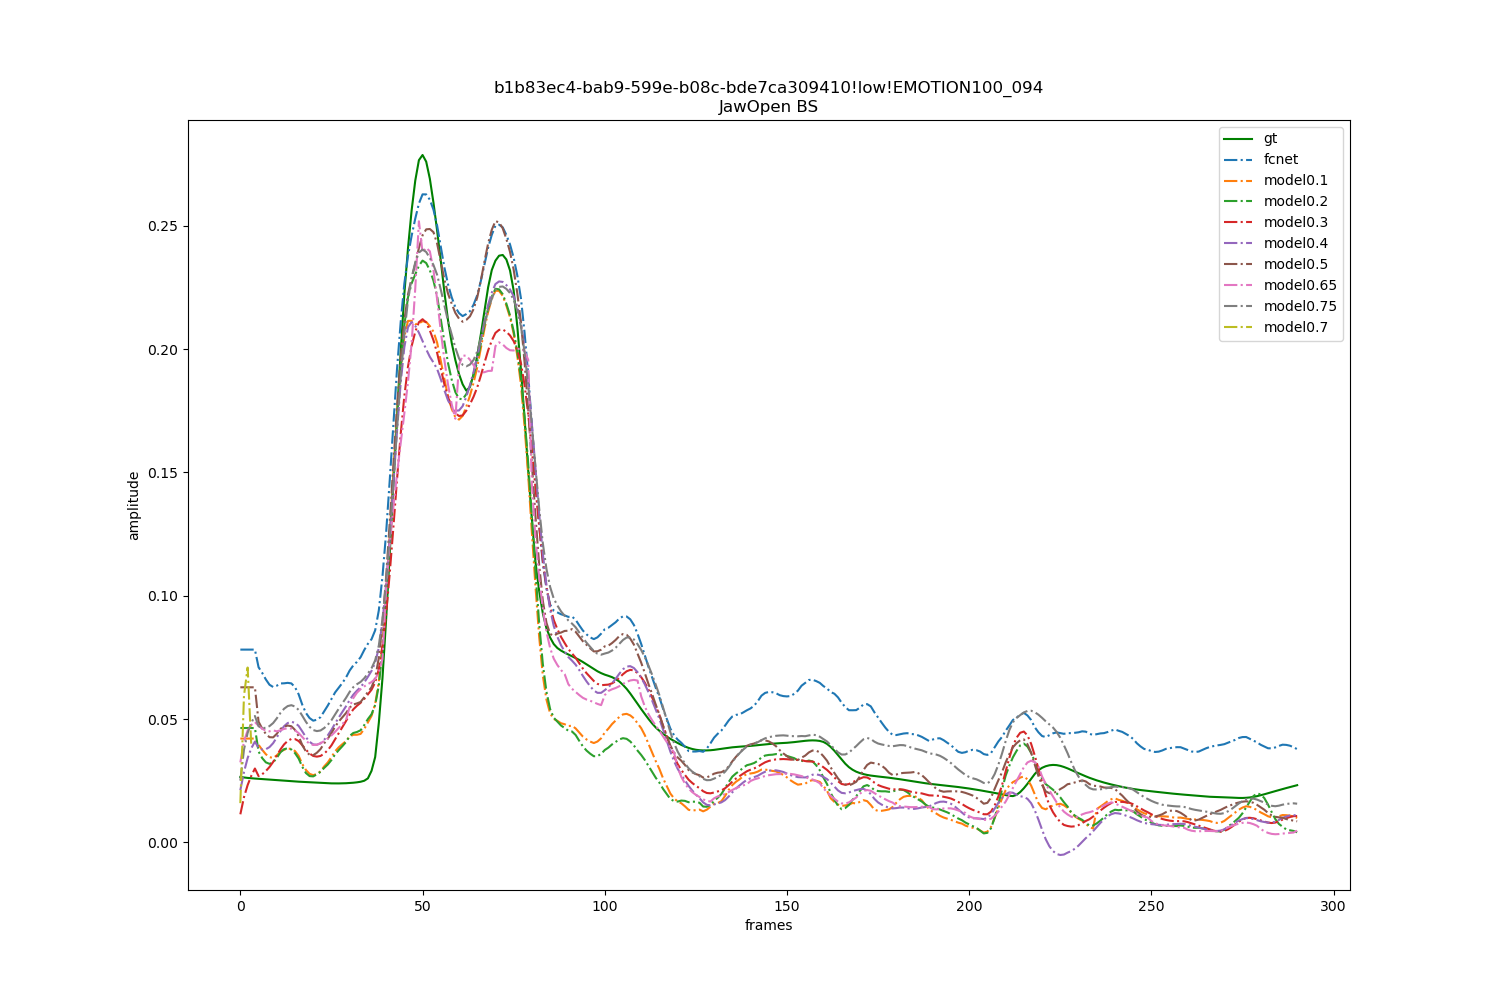 b1b83ec4-bab9-599e-b08c-bde7ca309410!low!EMOTION100_094
JawOpen BS
gt
fcnet
model0.1
model0.2
model0.3
model0.4
model0.5
model0.65
model0.75
model0.7
0.25
0.20
0.15
0.10
0.05
0.00
amplitude
0
50
100
150
200
250
300
frames